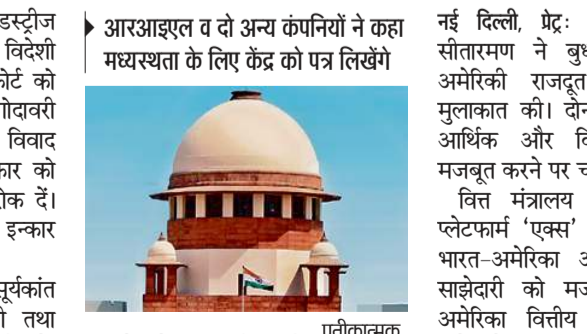 डस्ट्रीज
विदेशी
कोर्ट को
गोदावरी
विवाद
कार को
रोक दें।
इन्कार
सूर्यकांत
तथा
आरआइएल व दो अन्य कंपनियों ने कहा
मध्यस्थता के लिए केंद्र को पत्र लिखेंगे
प्रतीकात्मक
नई दिल्ली, प्रेट्र:
सीतारमण ने बुध
अमेरिकी राजदूत
मुलाकात की। दोन
आर्थिक और वि
मजबूत करने पर च
वित्त मंत्रालय
प्लेटफार्म 'एक्स'
भारत-अमेरिका अ
साझेदारी को मज
अमेरिका वित्तीय